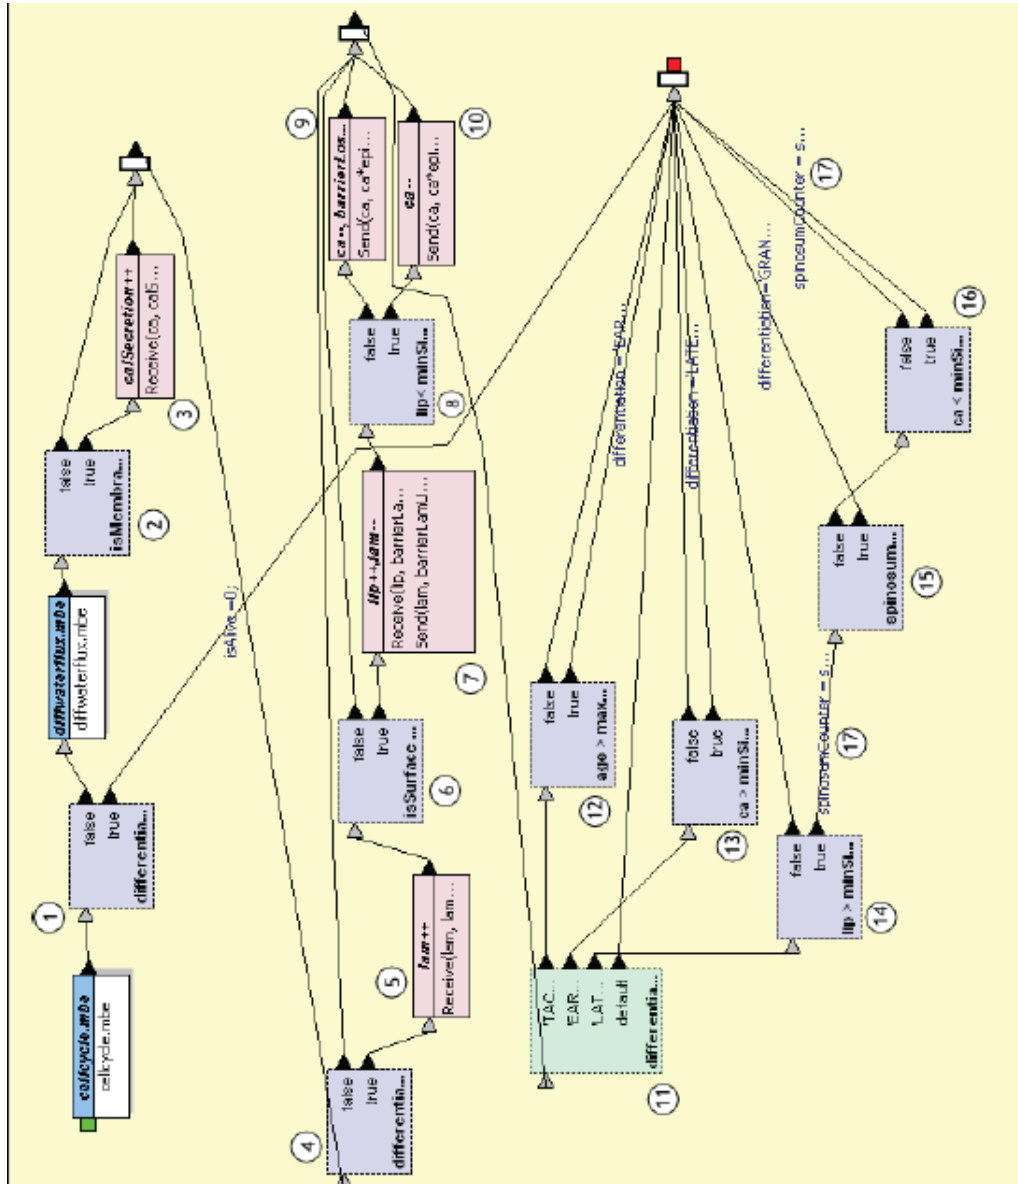 cellcycle.mbe
cellcycle.mbe
1
false
true
differentia...
diffwaterflux.mbe
diffwaterflux.mbe
2
false
true
isMembra...
3
calSecretion++
Receive(ca, calS...
isAlive =0;
4
false
true
differentia...
5
lam++
Receive(lam, lam...
6
false
true
isSurface ...
7
lip++,lam--
Receive(lip, barrierLa...
Send(lam, barrierLamU...
8
false
true
lip< minSi...
9
ca--, barrierLos...
Send(ca, ca*epi...
10
ca--
Send(ca, ca*epi...
11
'TAC...
'EAR...
'LAT...
default
differentia...
12
false
true
age > max...
differentiation ='EAR...
13
false
true
ca > minSi...
differentiation ='LATE...
14
false
true
lip > minSi...
17
spinosumCounter = s...
15
false
true
spinosum...
differentiation='GRAN...
16
false
true
ca < minSi...
17
spinosumCounter = s...